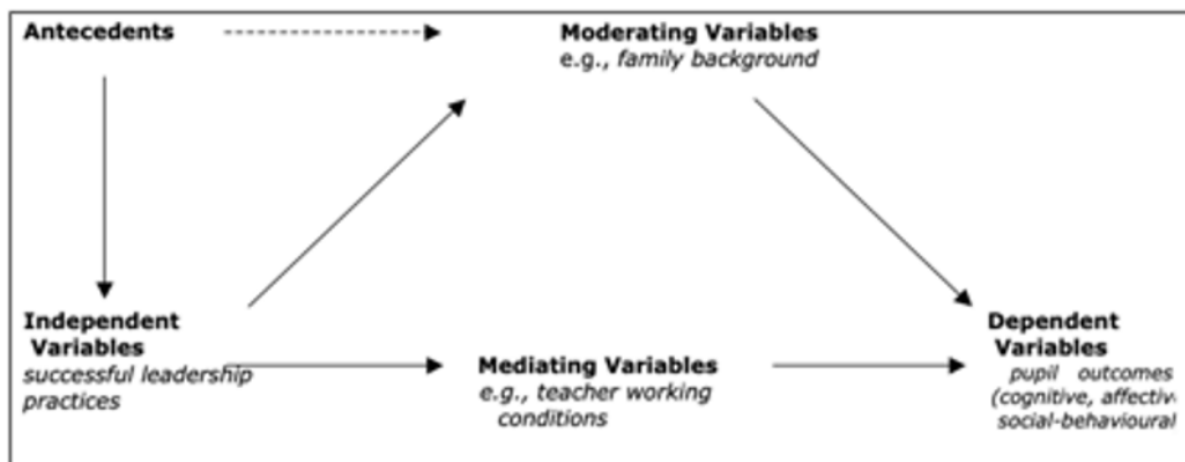 Antecedents
Moderating Variables
e.g., family background
Independent
Variables
successful leadership
practices
Mediating Variables
e.g., teacher working
conditions
Dependent
Variables
pupil outcomes
(cognitive, affectiv
social-behavioural